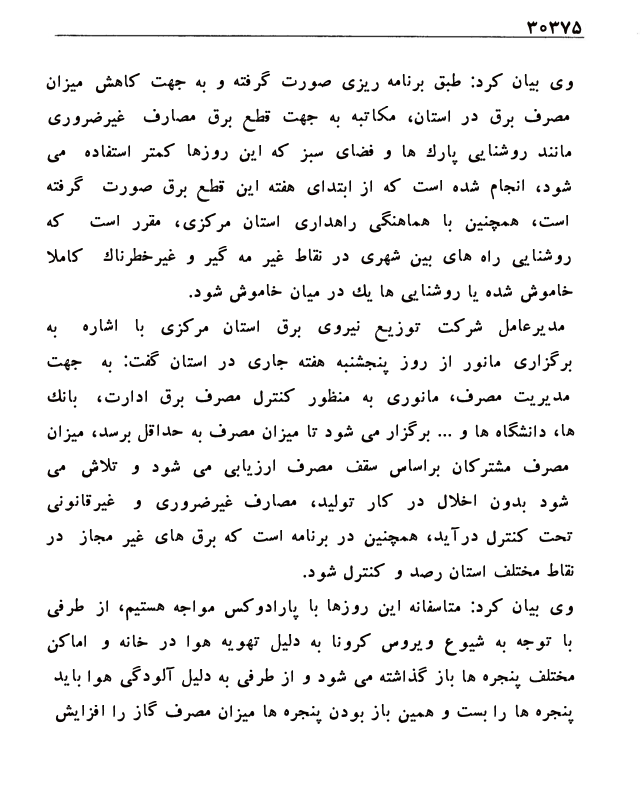 ۳۰۳۷۵
وی بیان کرد: طبق برنامه ریزی صورت گرفته و به جهت کاهش میزان
مصرف برق در استان، مکاتبه به جهت قطع برق مصارف غیرضروری
مانند روشنایی پارك ها و فضای سبز که این روزها کمتر استفاده می
شود، انجام شده است که از ابتدای هفته این قطع برق صورت گرفته
است، همچنین با هماهنگی راهداری استان مرکزی، مقرر است که
روشنایی راه های بین شهری در نقاط غیر مه گیر و غیرخطرناك کاملا
خاموش شده یا روشنایی ها یك در میان خاموش شود.
مدیرعامل شرکت توزیع نیروی برق استان مرکزی با اشاره به
برگزاری مانور از روز پنجشنبه هفته جاری در استان گفت: به جهت
مدیریت مصرف، مانوری به منظور کنترل مصرف برق ادارت، بانك
ها، دانشگاه ها و ... برگزار می شود تا میزان مصرف به حداقل برسد، میزان
مصرف مشترکان براساس سقف مصرف ارزیابی می شود و تلاش می
شود بدون اخلال در کار تولید، مصارف غیرضروری و غیرقانونی
تحت کنترل درآید، همچنین در برنامه است که برق های غیر مجاز در
نقاط مختلف استان رصد و کنترل شود.
وی بیان کرد: متاسفانه این روزها با پارادوکس مواجه هستیم، از طرفی
با توجه به شیوع ویروس کرونا به دلیل تهویه هوا در خانه و اماکن
مختلف پنجره ها باز گذاشته می شود و از طرفی به دلیل آلودگی هوا باید
پنجره ها را بست و همین باز بودن پنجره ها میزان مصرف گاز را افزایش